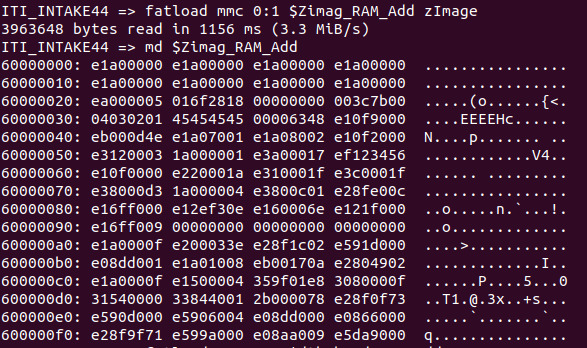 ITI_INTAKE44 => fatload mmc 0:1 $Zimag_RAM_Add zImage
3963648 bytes read in 1156 ms (3.3 MiB/s)
ITI_INTAKE44 => md $Zimag_RAM_Add
60000000: e1a00000 e1a00000 e1a00000 e1a00000    ................
60000010: e1a00000 e1a00000 e1a00000 e1a00000    ................
60000020: ea000005 016f2818 00000000 003c7b00    .....(o......{<.
60000030: 04030201 45454545 00006348 e10f9000    ....EEEEHc......
60000040: eb000d4e e1a07001 e1a08002 e10f2000    N....p....... ..
60000050: e3120003 1a000001 e3a00017 ef123456    ............V4..
60000060: e10f0000 e220001a e310001f e3c0001f    ...... .........
60000070: e38000d3 1a000004 e3800c01 e28fe00c    ................
60000080: e16ff000 e12ef30e e160006e e121f000    ..o.....n.`...!.
60000090: e16ff009 00000000 00000000 00000000    ..o.............
600000a0: e1a0000f e200033e e28f1c02 e591d000    ....>...........
600000b0: e08dd001 e1a01008 eb00170a e2804902    .............I..
600000c0: e1a0000f e1500004 359f01e8 3080000f    ......P....5...0
600000d0: 31540000 33844001 2b000078 e28f0f73    ..T1.@.3x..+s...
600000e0: e590d000 e5906004 e08dd000 e0866000    .....`.......`..
600000f0: e28f9f71 e599a000 e08aa009 e5da9000    q...............